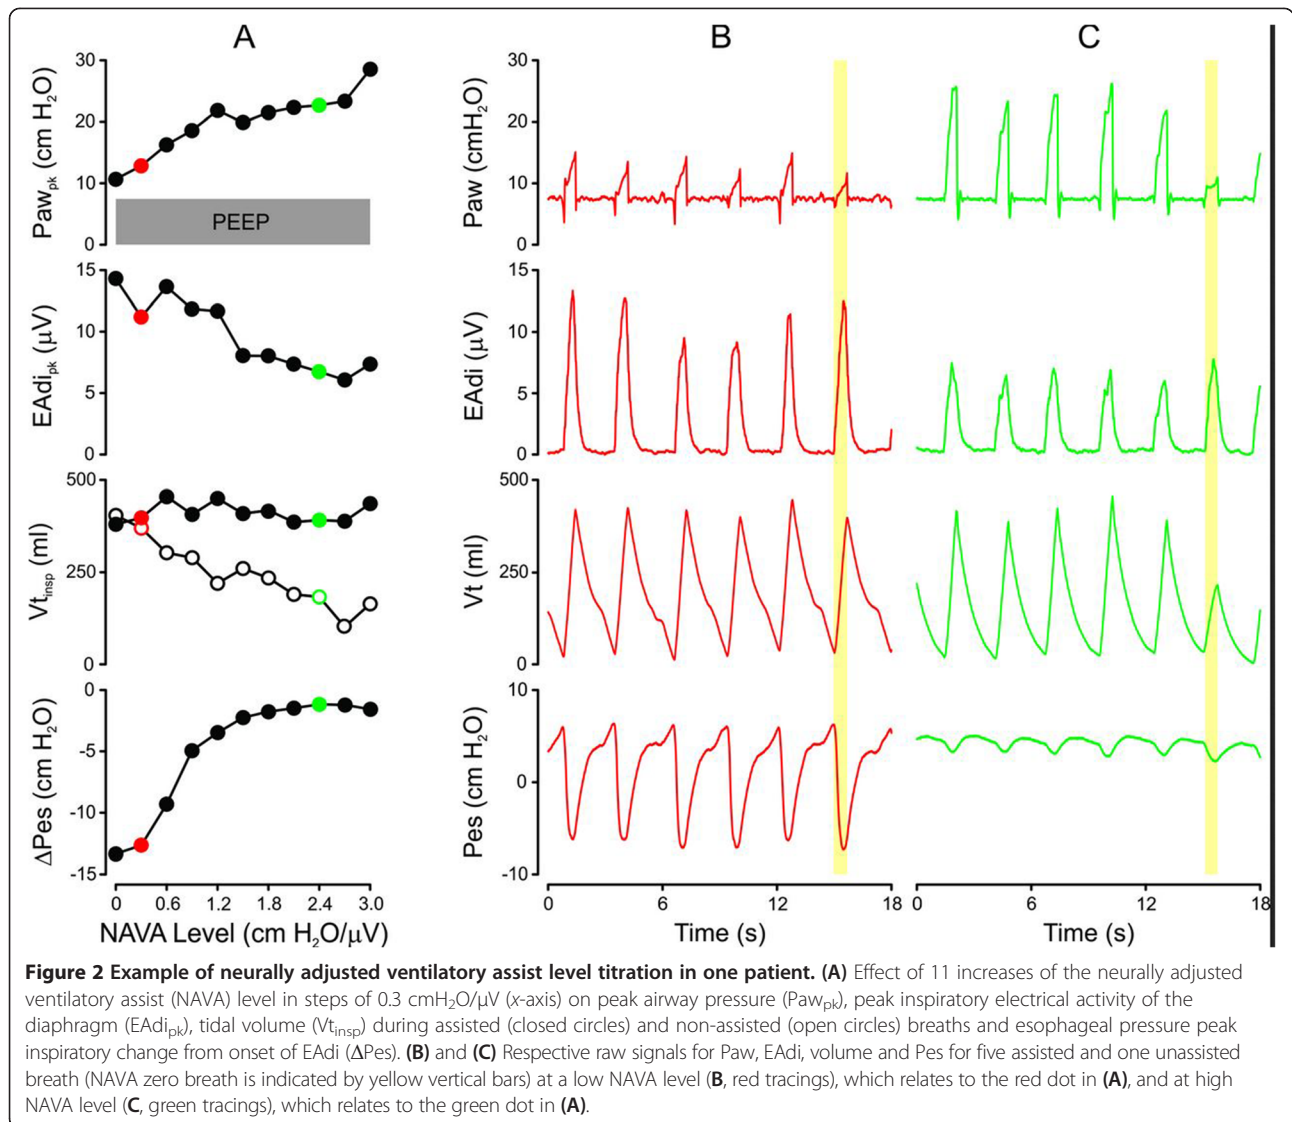 A
B
C
Paw_pk (cm H₂O)
30
20
10
0
PEEP
EAdi_pk (µV)
15
10
5
0
Vt_insp (ml)
500
250
0
ΔPes (cm H₂O)
0
-5
-10
-15
0 0.6 1.2 1.8 2.4 3.0
NAVA Level (cm H₂O/µV)
Paw (cmH₂O)
30
20
10
0
EAdi (µV)
15
10
5
0
Vt (ml)
500
250
0
Pes (cm H₂O)
10
0
-10
0 6 12 18
Time (s)
0 6 12 18
Time (s)
Figure 2 Example of neurally adjusted ventilatory assist level titration in one patient. (A) Effect of 11 increases of the neurally adjusted
ventilatory assist (NAVA) level in steps of 0.3 cmH₂O/µV (x-axis) on peak airway pressure (Paw_pk), peak inspiratory electrical activity of the
diaphragm (EAdi_pk), tidal volume (Vt_insp) during assisted (closed circles) and non-assisted (open circles) breaths and esophageal pressure peak
inspiratory change from onset of EAdi (ΔPes). (B) and (C) Respective raw signals for Paw, EAdi, volume and Pes for five assisted and one unassisted
breath (NAVA zero breath is indicated by yellow vertical bars) at a low NAVA level (B, red tracings), which relates to the red dot in (A), and at high
NAVA level (C, green tracings), which relates to the green dot in (A).